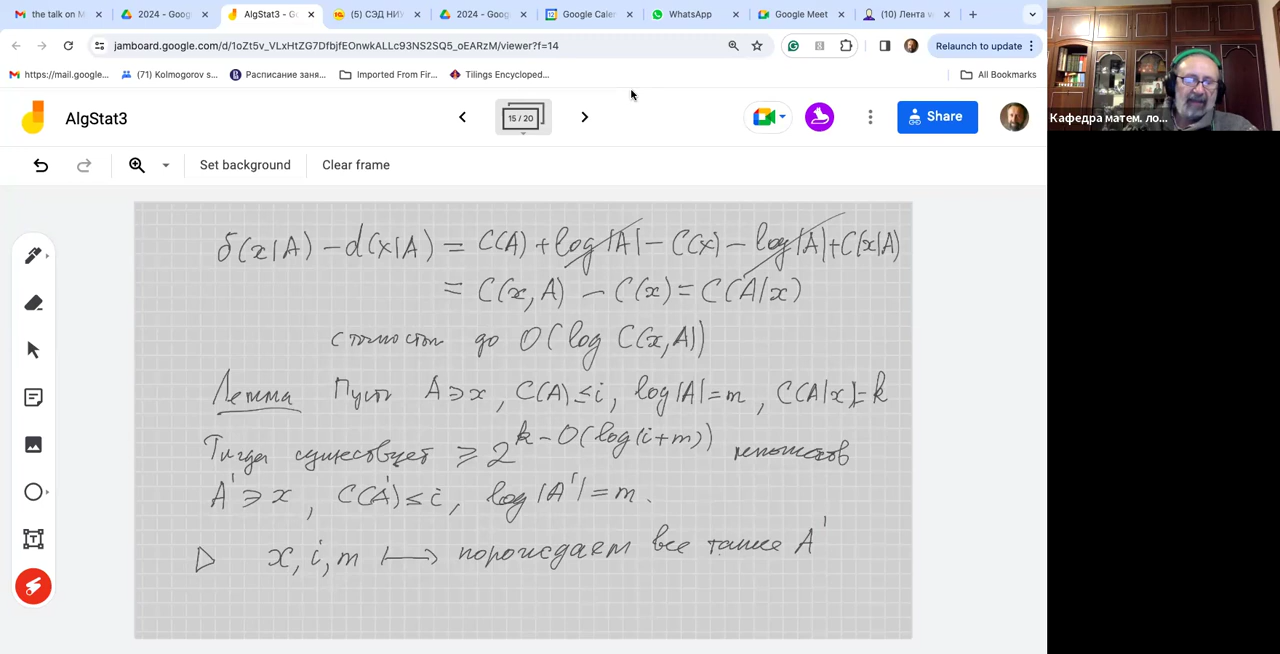 the talk on M
2024 - Goog
AlgStat3 - G
(5) СЭД НИУ
2024 - Goog
Google Caler
WhatsApp
Google Meet
(10) Лента
jamboard.google.com/d/1oZt5v_VLxHtZG7DfbjfEOnwkALLc93NS2SQ5_oEARzM/viewer?f=14
Relaunch to update
https://mail.google...
(71) Kolmogorov s...
Расписание заня...
Imported From Fir...
Tilings Encycloped...
All Bookmarks
Кафедра матем. ло...
AlgStat3
15 / 20
Share
Set background
Clear frame
δ(x|A) − d(x|A) = C(A) + log|A| − C(x) − log|A| + C(x|A)
= C(x,A) − C(x) = C(A|x)
с точностью до O(log C(x,A))
Лемма Пусть A∋x, C(A) ≤ i, log|A| = m, C(A|x) = k
Тогда существует ≥ 2^{k − O(log(i+m))} множеств
A' ∋ x, C(A') ≤ i, log|A'| = m.
▷ x, i, m ↦ порождаем все такие A'